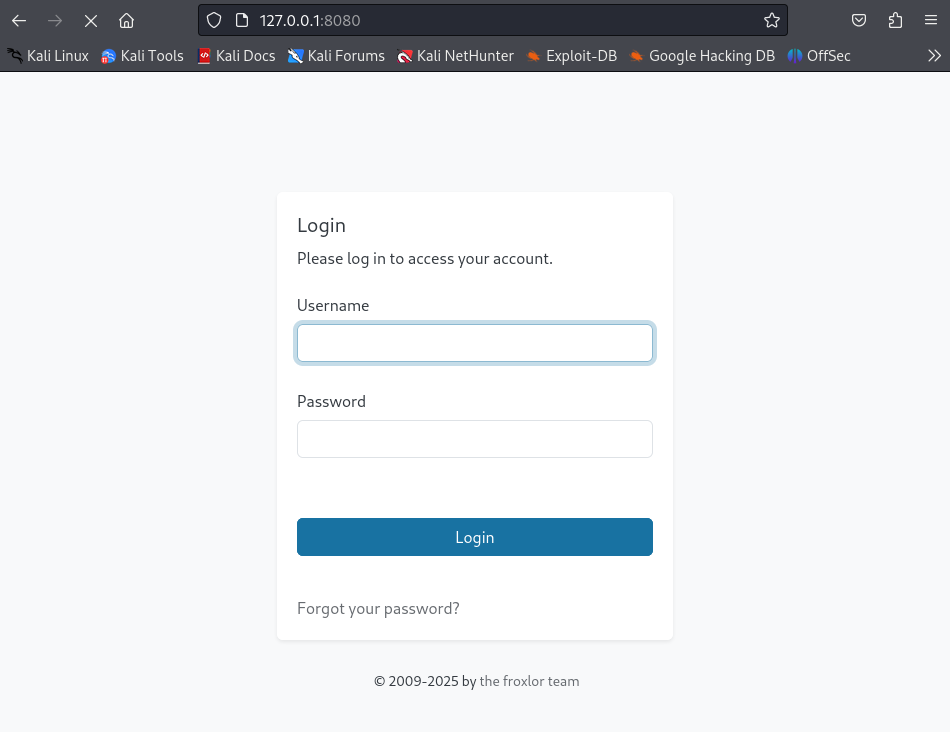 127.0.0.1:8080
Kali Linux Kali Tools Kali Docs Kali Forums Kali NetHunter Exploit-DB Google Hacking DB OffSec
Login
Please log in to access your account.
Username
Password
Login
Forgot your password?
© 2009-2025 by the froxlor team